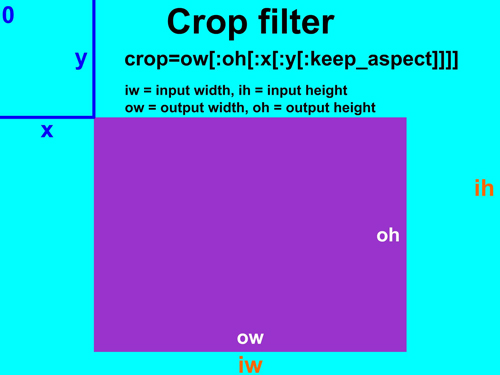 0
Crop filter
y
crop=ow[:oh[:x[:y[:keep_aspect]]]]
iw = input width, ih = input height
ow = output width, oh = output height
x
ih
oh
ow
iw